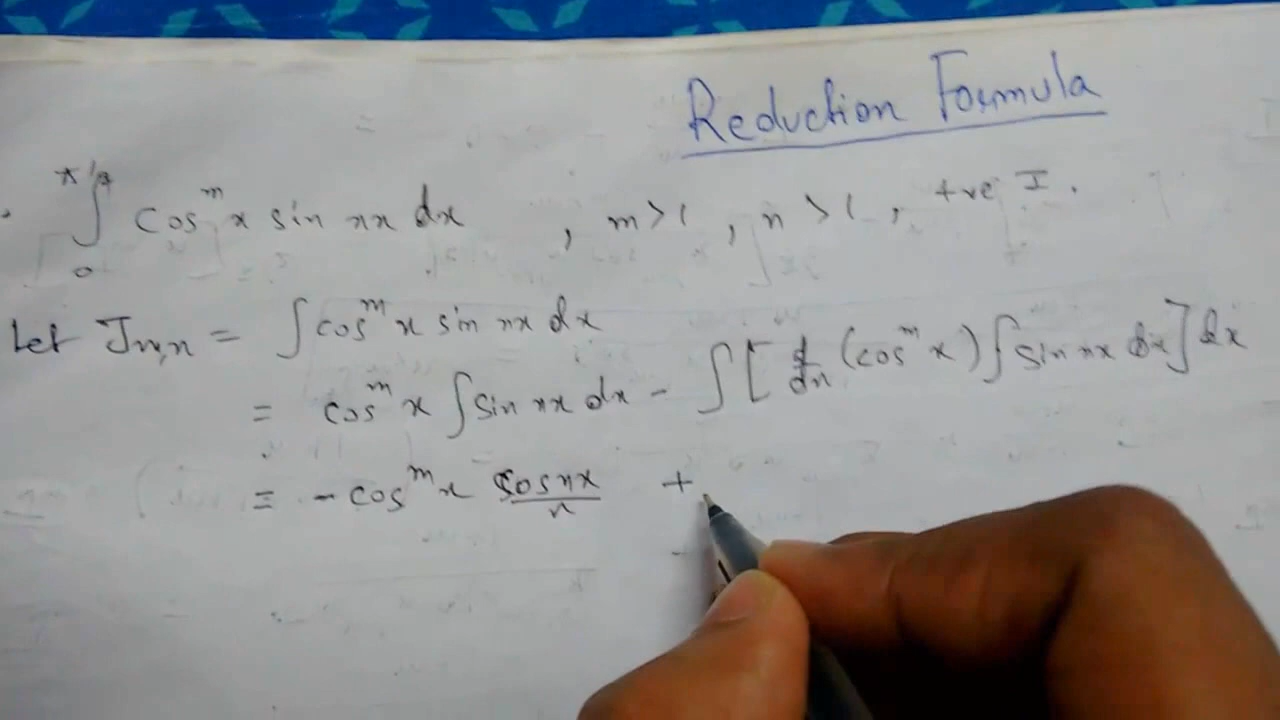 Reduction Formula
∫₀^{π/2} cos^m x sin nx dx , m>1 , n>1 , +ve I .
Let J_{m,n} = ∫ cos^m x sin nx dx
= cos^m x ∫ sin nx dx - ∫ [ d/dx (cos^m x) ∫ sin nx dx ] dx
= - cos^m x cos nx/n +